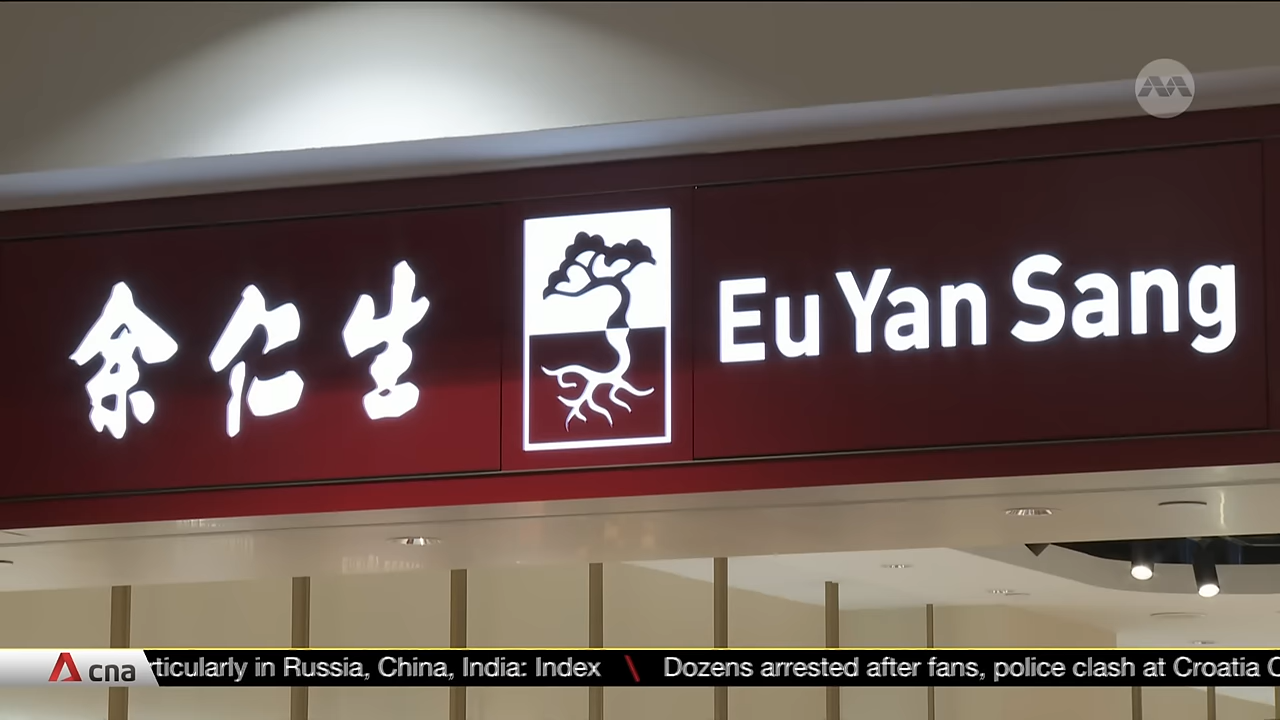 余仁生
Eu Yan Sang
cna
rticularly in Russia, China, India: Index \ Dozens arrested after fans, police clash at Croatia